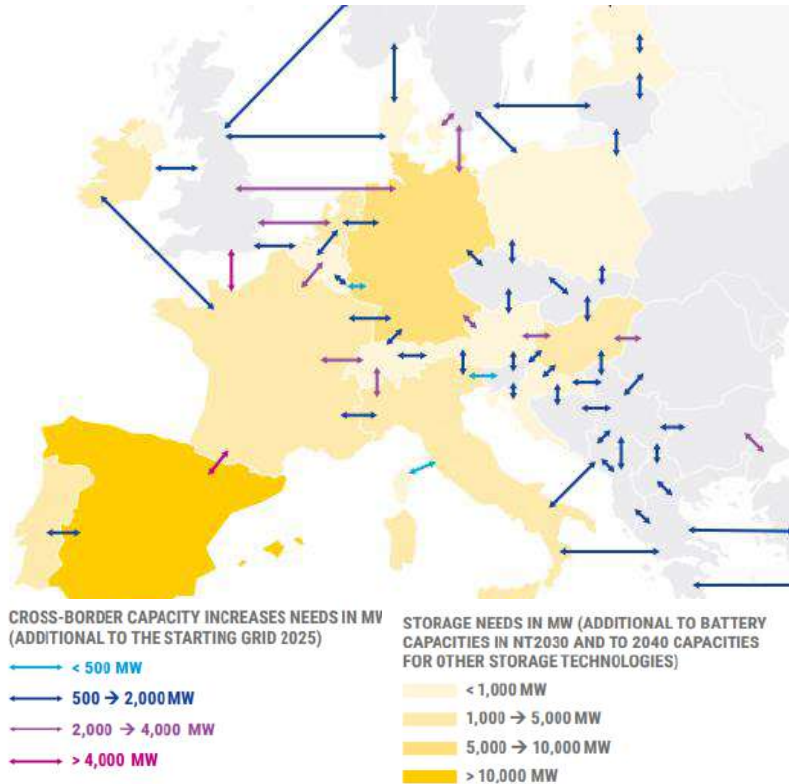 CROSS-BORDER CAPACITY INCREASES NEEDS IN MW
(ADDITIONAL TO THE STARTING GRID 2025)
< 500 MW
500 → 2,000 MW
2,000 → 4,000 MW
> 4,000 MW
STORAGE NEEDS IN MW (ADDITIONAL TO BATTERY
CAPACITIES IN NT2030 AND TO 2040 CAPACITIES
FOR OTHER STORAGE TECHNOLOGIES)
< 1,000 MW
1,000 → 5,000 MW
5,000 → 10,000 MW
> 10,000 MW